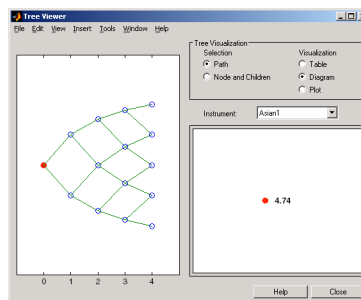 Tree Viewer
File Edit View Insert Tools Window Help
Tree Visualization
Selection Visualization
Path Table
Node and Children Diagram
Plot
Instrument: Asian1
4.74
0 1 2 3 4
Help Close